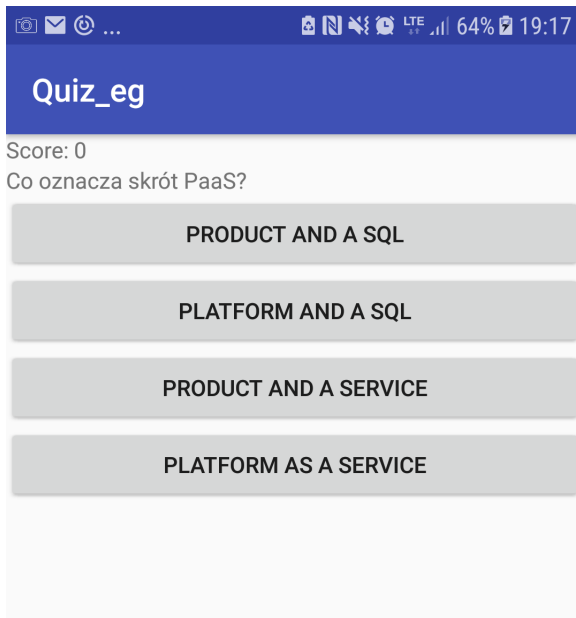 ... LTE 64% 19:17
Quiz_eg
Score: 0
Co oznacza skrót PaaS?
PRODUCT AND A SQL
PLATFORM AND A SQL
PRODUCT AND A SERVICE
PLATFORM AS A SERVICE